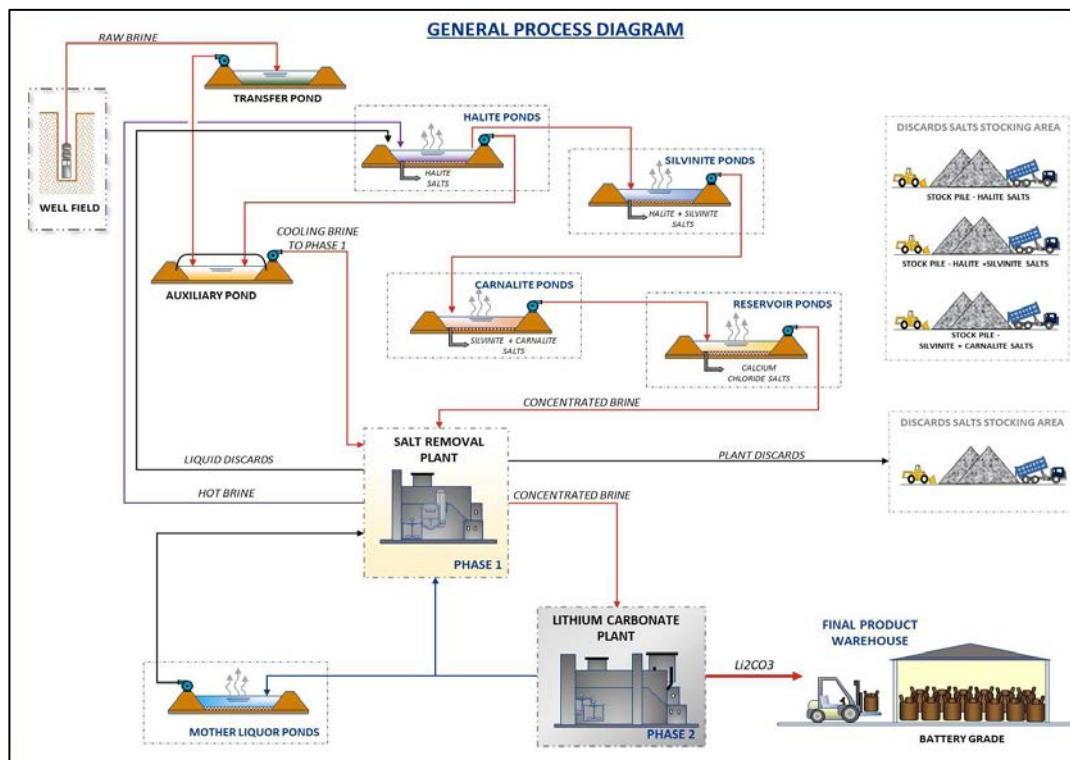 GENERAL PROCESS DIAGRAM
RAW BRINE
TRANSFER POND
WELL FIELD
HALITE PONDS
HALITE
SALTS
SILVINITE PONDS
HALITE + SILVINITE
SALTS
DISCARDS SALTS STOCKING AREA
STOCK PILE - HALITE SALTS
STOCK PILE - HALITE +SILVINITE SALTS
STOCK PILE -
SILVINITE + CARNALITE SALTS
COOLING BRINE
TO PHASE 1
AUXILIARY POND
CARNALITE PONDS
SILVINITE + CARNALITE
SALTS
RESERVOIR PONDS
CALCIUM
CHLORIDE SALTS
CONCENTRATED BRINE
SALT REMOVAL
PLANT
PHASE 1
LIQUID DISCARDS
HOT BRINE
PLANT DISCARDS
CONCENTRATED BRINE
DISCARDS SALTS STOCKING AREA
LITHIUM CARBONATE
PLANT
PHASE 2
Li2CO3
FINAL PRODUCT
WAREHOUSE
BATTERY GRADE
MOTHER LIQUOR PONDS